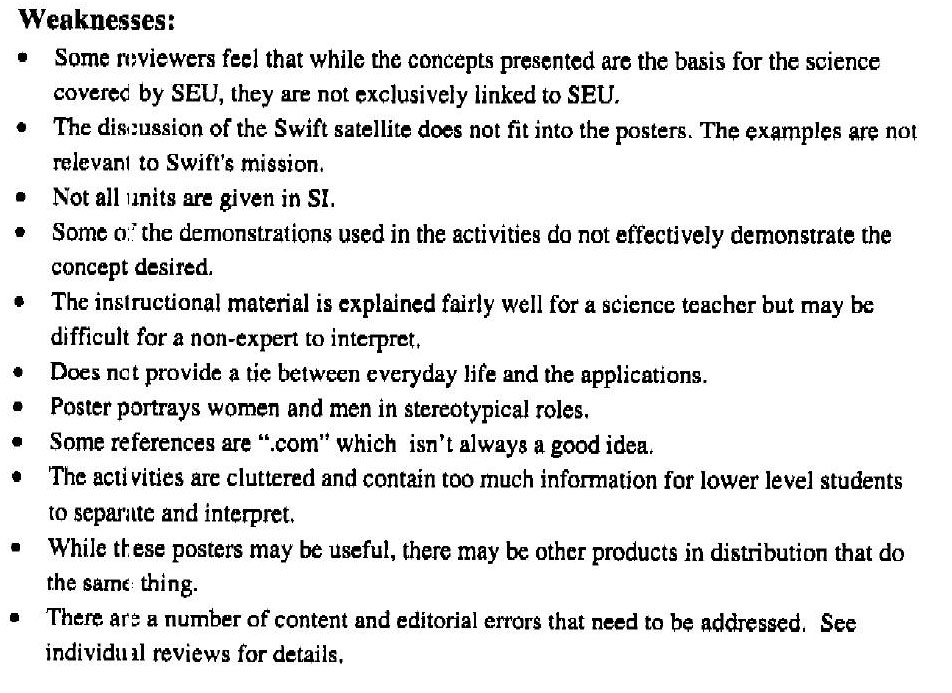 Weaknesses:
• Some reviewers feel that while the concepts presented are the basis for the science
covered by SEU, they are not exclusively linked to SEU.
• The discussion of the Swift satellite does not fit into the posters. The examples are not
relevant to Swift's mission.
• Not all units are given in SI.
• Some of the demonstrations used in the activities do not effectively demonstrate the
concept desired.
• The instructional material is explained fairly well for a science teacher but may be
difficult for a non-expert to interpret.
• Does not provide a tie between everyday life and the applications.
• Poster portrays women and men in stereotypical roles.
• Some references are “.com” which isn't always a good idea.
• The activities are cluttered and contain too much information for lower level students
to separate and interpret.
• While these posters may be useful, there may be other products in distribution that do
the same thing.
• There are a number of content and editorial errors that need to be addressed. See
individual reviews for details.